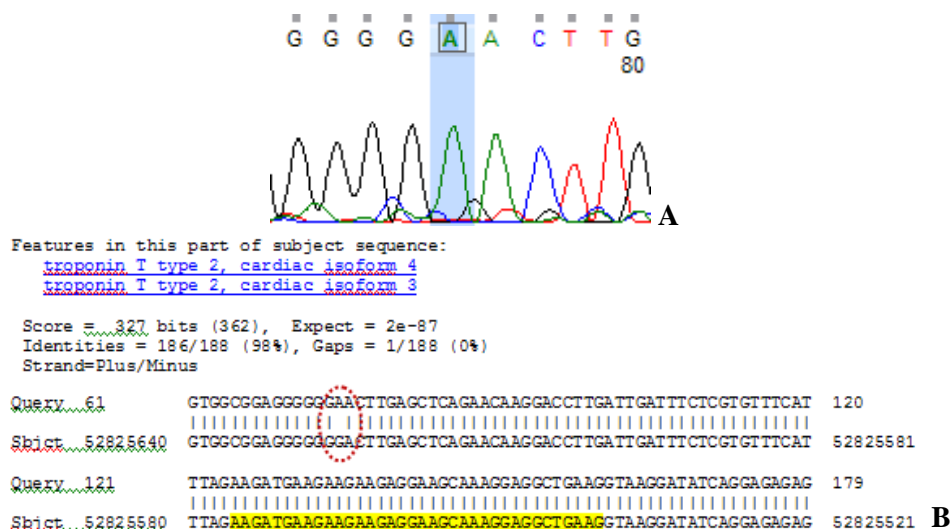 G G G G A A C T T G
80
A
Features in this part of subject sequence:
troponin T type 2, cardiac isoform 4
troponin T type 2, cardiac isoform 3
Score = 327 bits (362), Expect = 2e-87
Identities = 186/188 (98%), Gaps = 1/188 (0%)
Strand=Plus/Minus
Query 61 GTGGCGGAGGGGGGAACTTGAGCTCAGAACAAGGACCTTGATTGATTTCTCGTGTTTCAT 120
Sbjct 52825640 GTGGCGGAGGGGGGGACTTGAGCTCAGAACAAGGACCTTGATTGATTTCTCGTGTTTCAT 52825581
Query 121 TTAGAAGATGAAGAAGAAGAGGAAGCAAAGGAGGCTGAAGGTAAGGATATCAGGAGAGAG 179
Sbjct 52825580 TTAGAAGATGAAGAAGAAGAGGAAGCAAAGGAGGCTGAAGGTAAGGATATCAGGAGAGAG 52825521
B